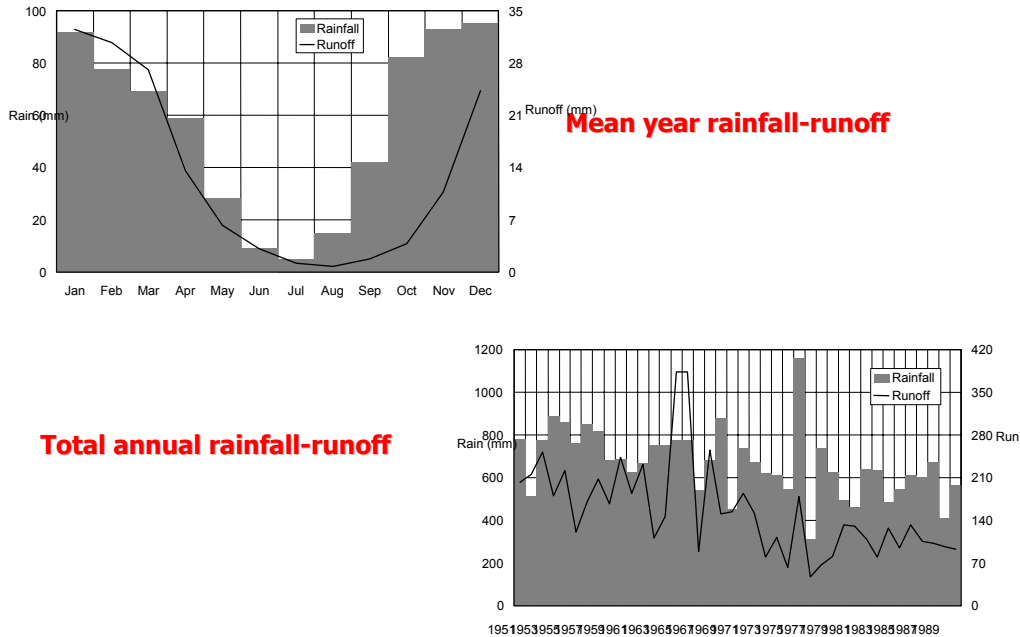 100
80
60
40
20
0
Rain (mm)
35
28
21
14
7
0
Runoff (mm)
Rainfall
Runoff
Jan Feb Mar Apr May Jun Jul Aug Sep Oct Nov Dec
Mean year rainfall-runoff
Total annual rainfall-runoff
1200
1000
800
600
400
200
0
Rain (mm)
420
350
280
210
140
70
0
Run
Rainfall
Runoff
1951 1953 1955 1957 1959 1961 1963 1965 1967 1969 1971 1973 1975 1977 1979 1981 1983 1985 1987 1989